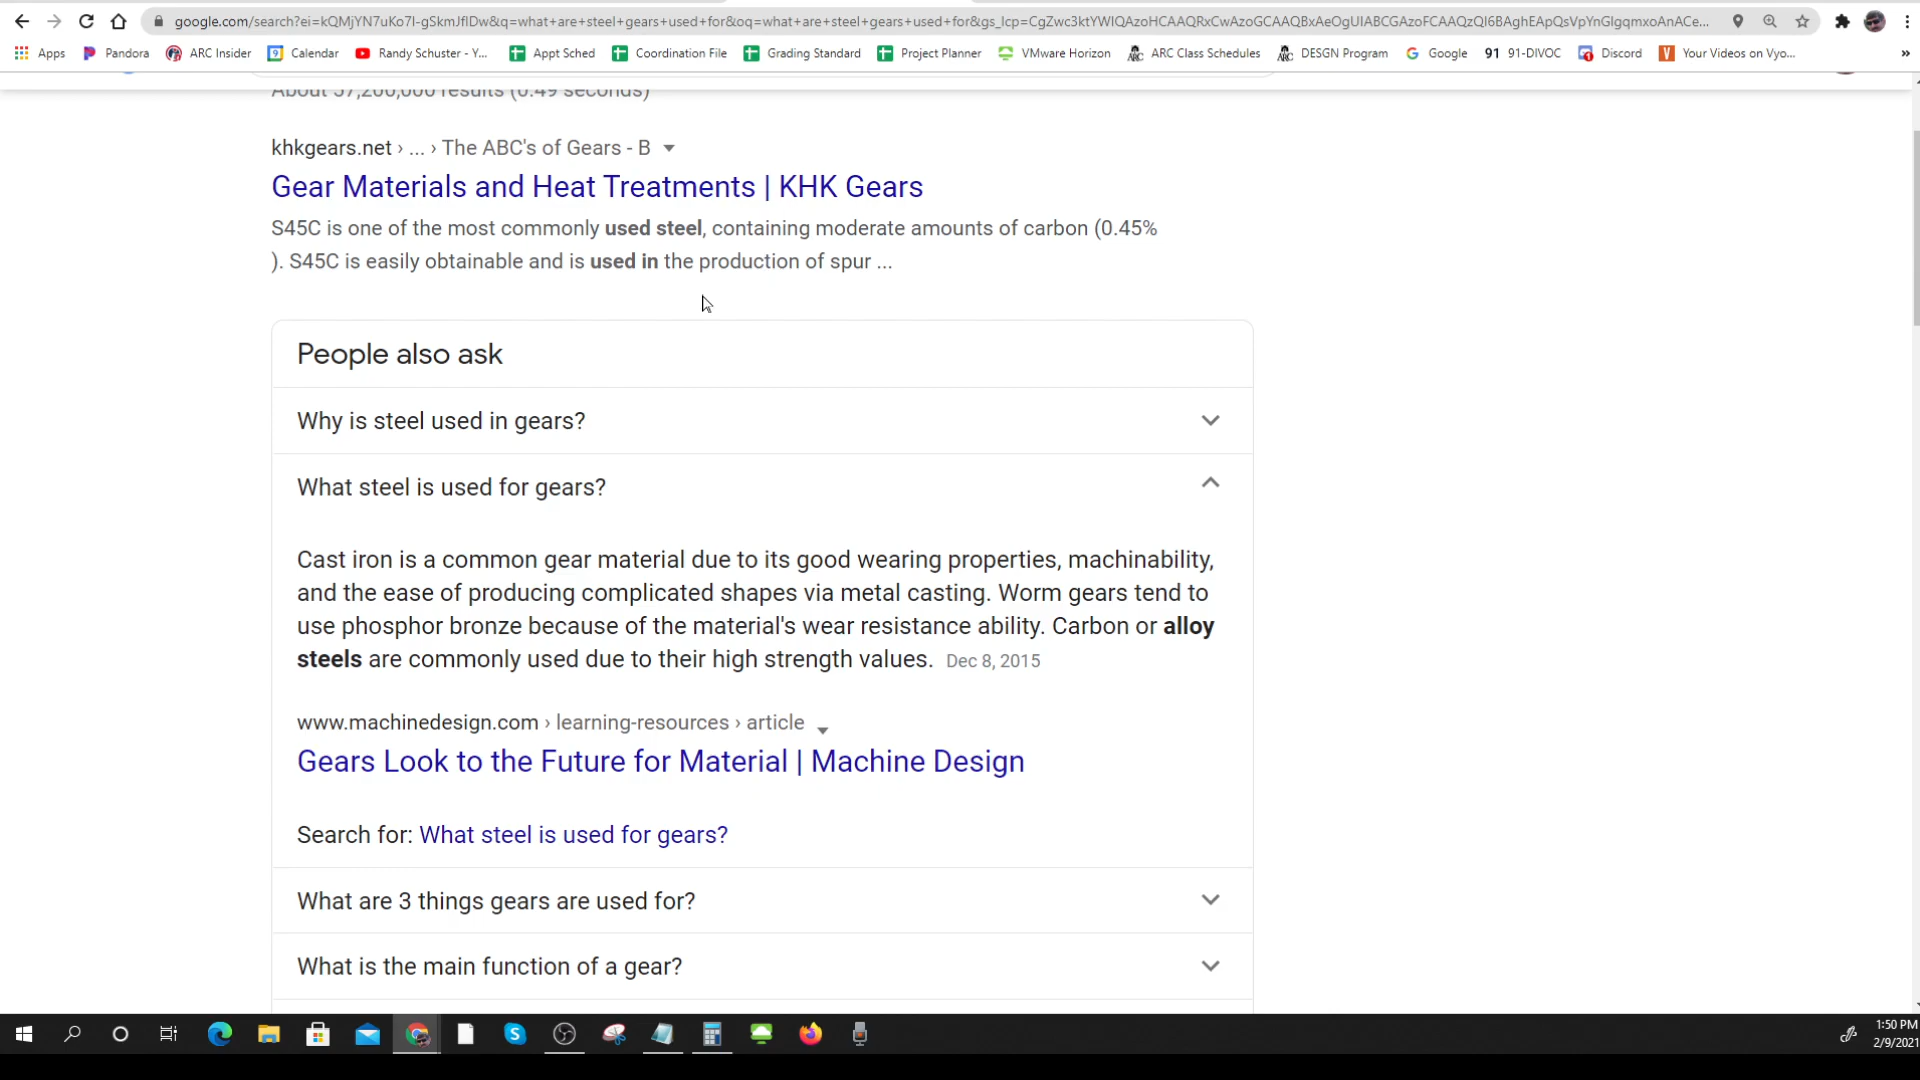 google.com/search?ei=kQMjYN7uKo7I-gSkmJfIDw&q=what+are+steel+gears+used+for&oq=what+are+steel+gears+used+for&gs_lcp=
Apps Pandora ARC Insider Calendar Randy Schuster - Y... Appt Sched Coordination File Grading Standard Project Planner VMware Horizon ARC Class Schedules DESGN Program Google 91 91-DIVOC Discord Your Videos on Vyo... »
About 57,200,000 results (0.49 seconds)
khkgears.net › ... › The ABC's of Gears - B
Gear Materials and Heat Treatments | KHK Gears
S45C is one of the most commonly used steel, containing moderate amounts of carbon (0.45%
). S45C is easily obtainable and is used in the production of spur ...
People also ask
Why is steel used in gears?
What steel is used for gears?
Cast iron is a common gear material due to its good wearing properties, machinability,
and the ease of producing complicated shapes via metal casting. Worm gears tend to
use phosphor bronze because of the material's wear resistance ability. Carbon or alloy
steels are commonly used due to their high strength values. Dec 8, 2015
www.machinedesign.com › learning-resources › article
Gears Look to the Future for Material | Machine Design
Search for: What steel is used for gears?
What are 3 things gears are used for?
What is the main function of a gear?
1:50 PM
2/9/2021